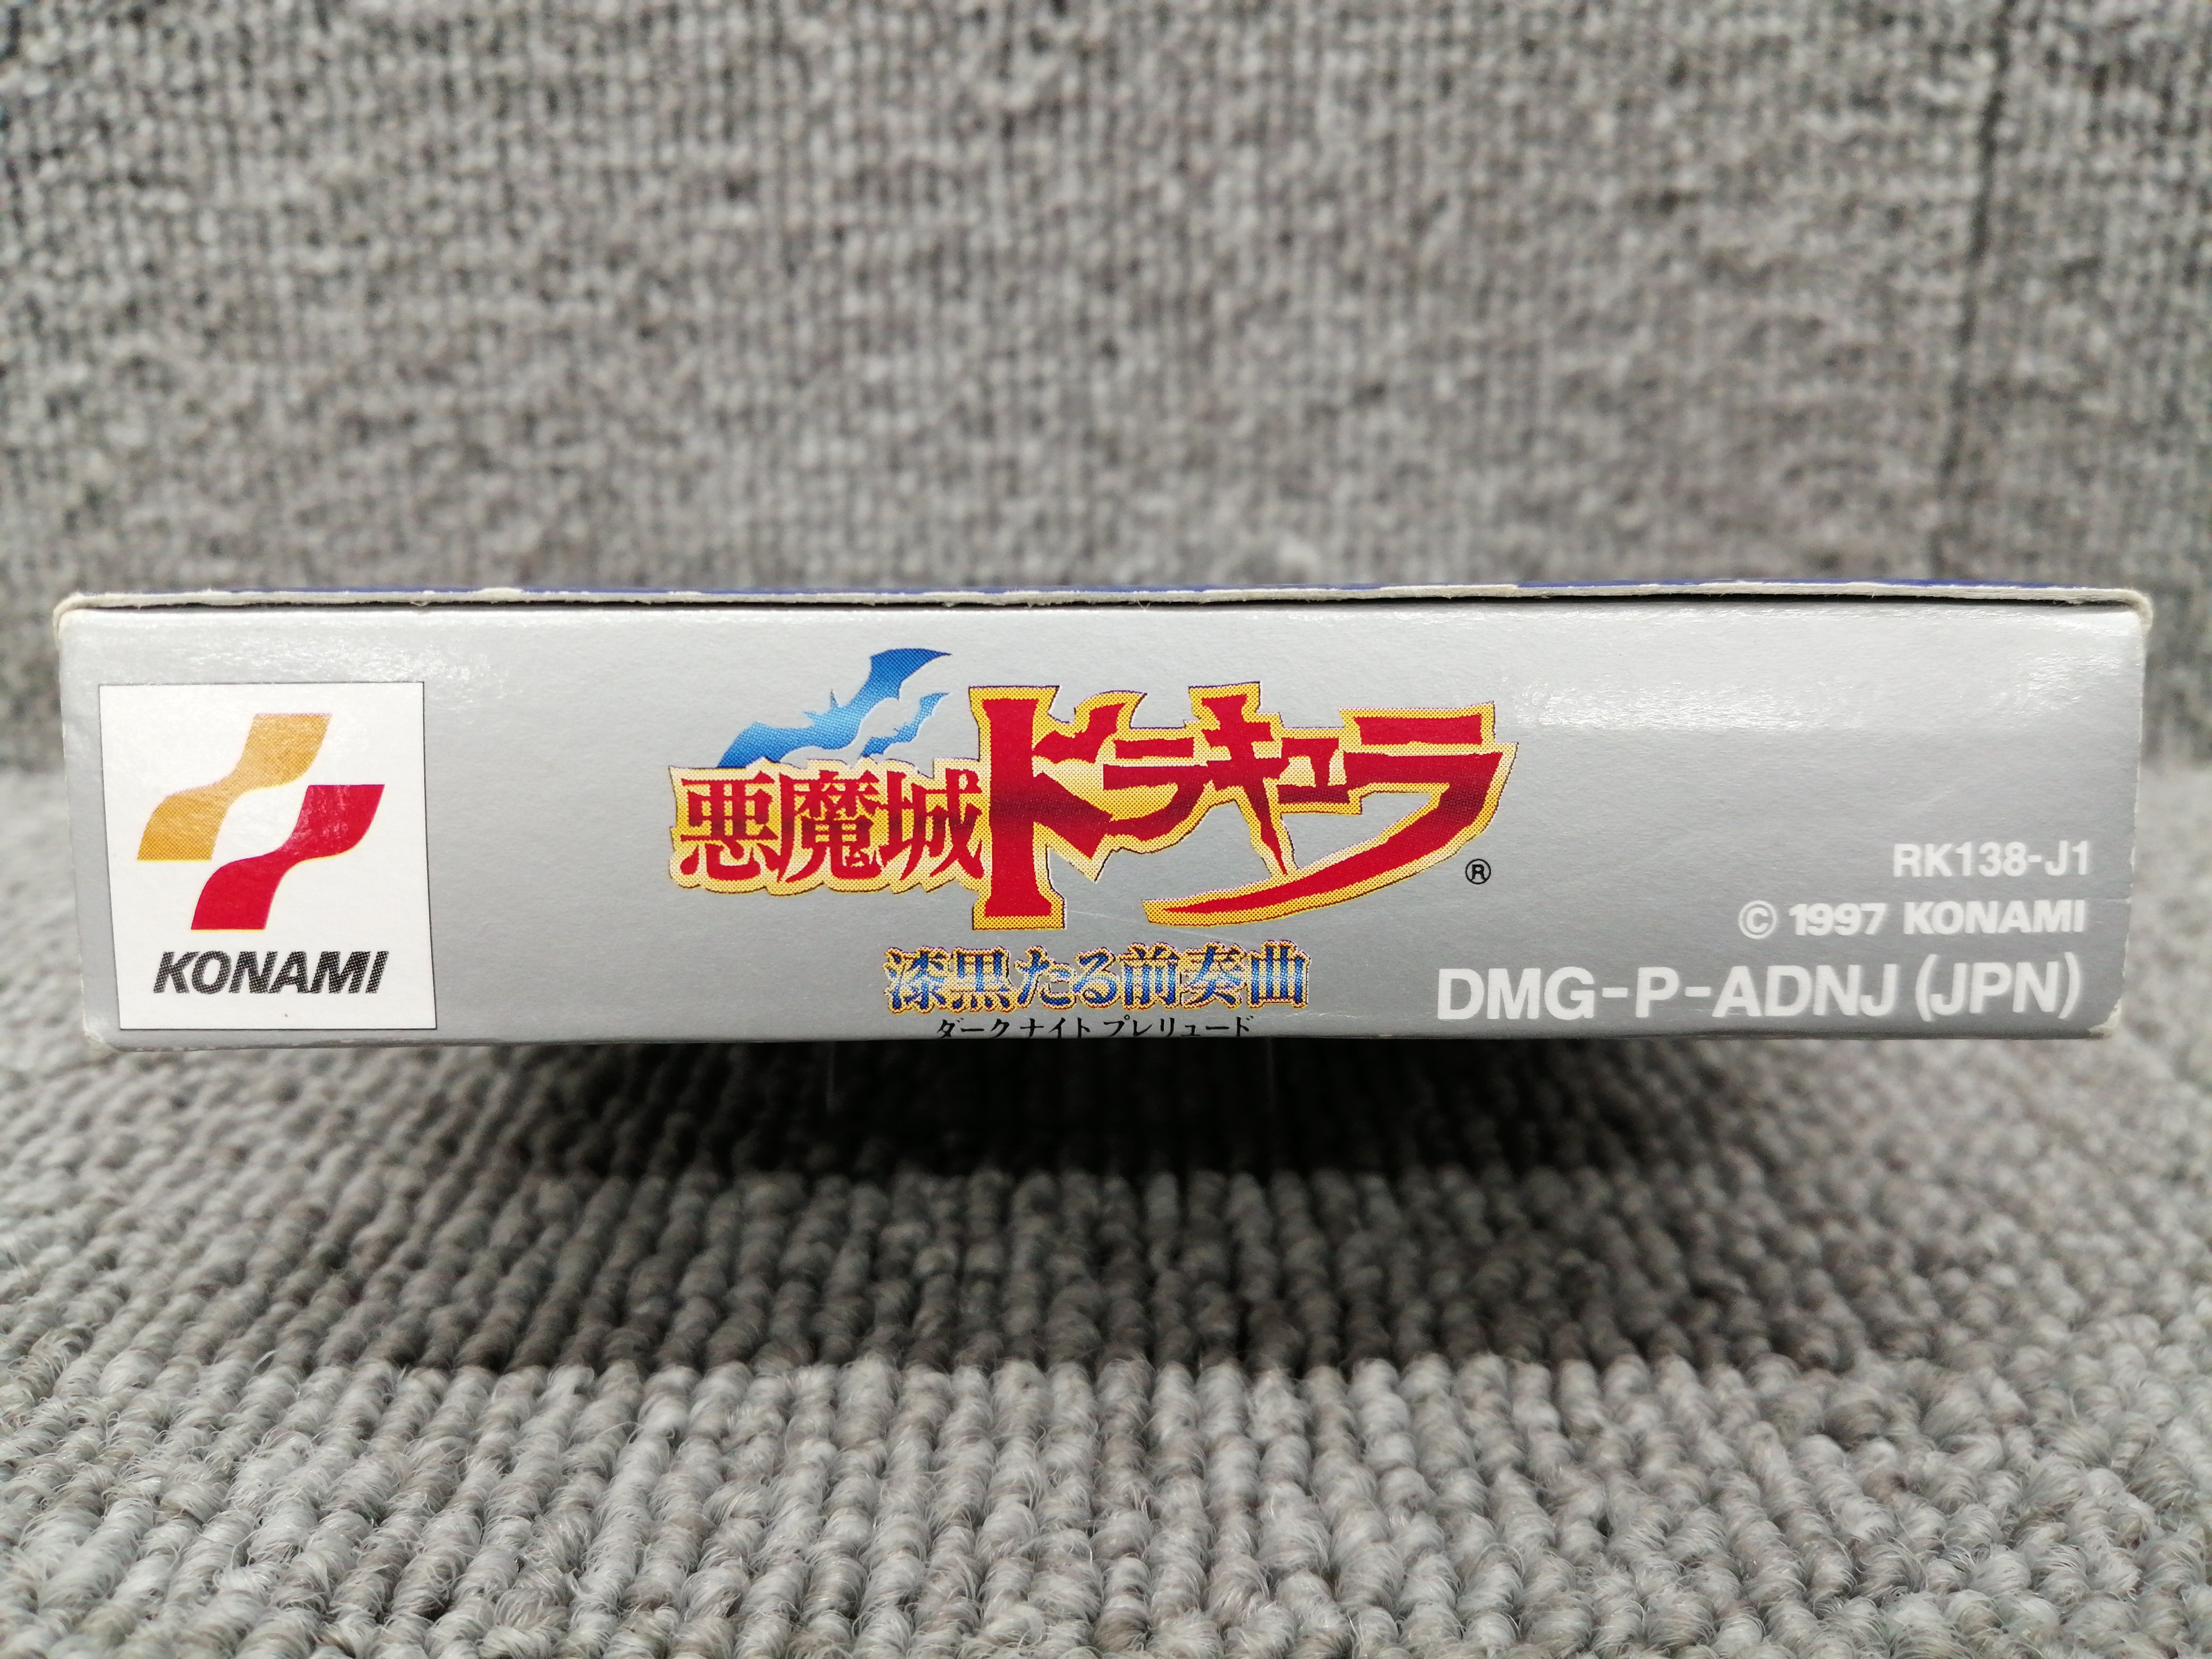 KONAMI
悪魔城ドラキュラ®
漆黒たる前奏曲
ダークナイトプレリュード
RK138-J1
© 1997 KONAMI
DMG-P-ADNJ (JPN)